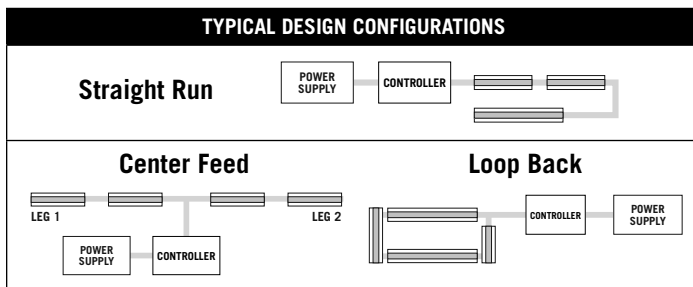 TYPICAL DESIGN CONFIGURATIONS
Straight Run
POWER
SUPPLY
CONTROLLER
Center Feed
LEG 1
LEG 2
POWER
SUPPLY
CONTROLLER
Loop Back
CONTROLLER
POWER
SUPPLY